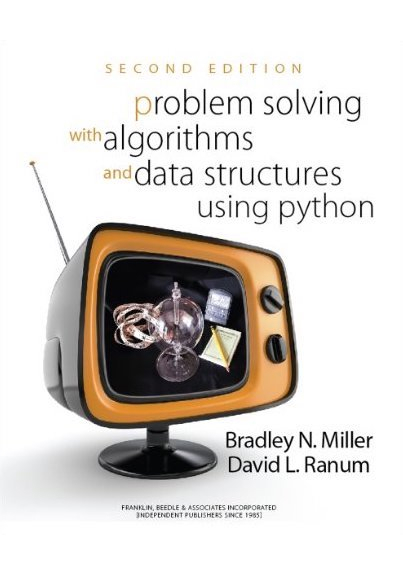 SECOND EDITION
problem solving
with algorithms
and data structures
using python
Bradley N. Miller
David L. Ranum
FRANKLIN, BEEDLE & ASSOCIATES INCORPORATED
[INDEPENDENT PUBLISHERS SINCE 1985]